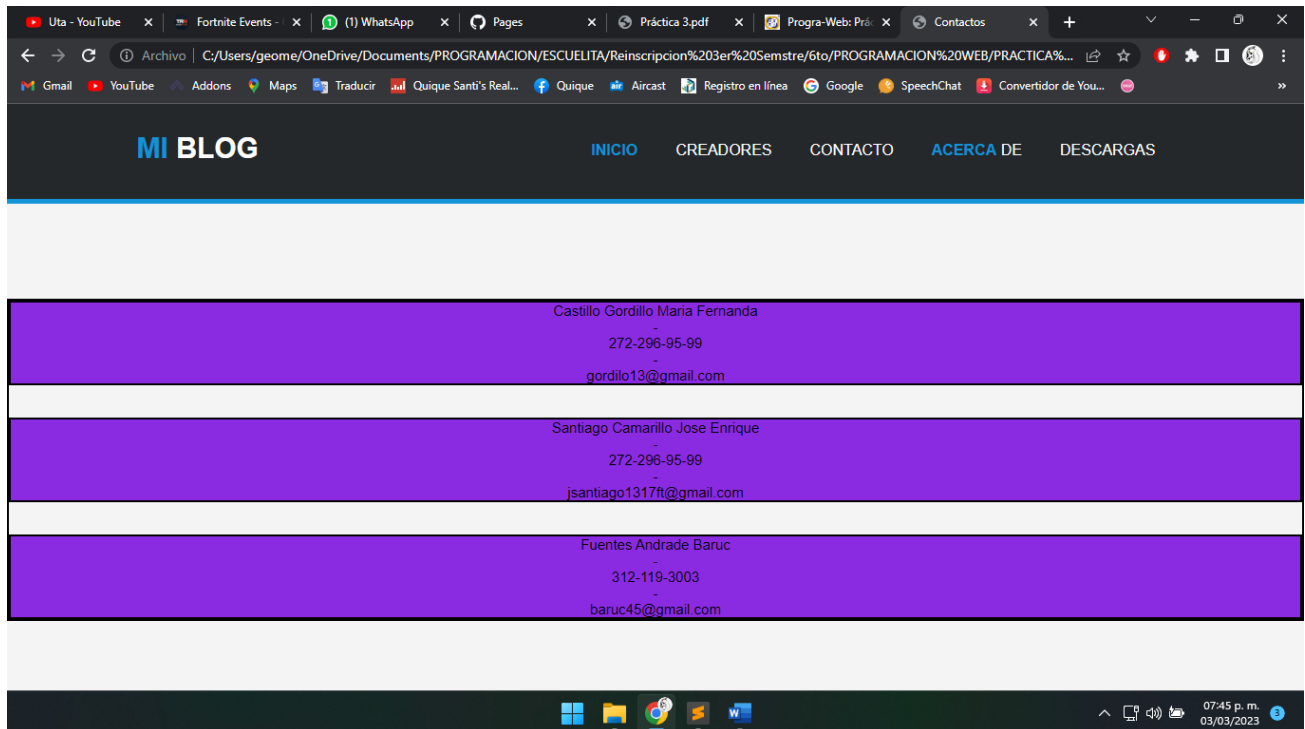 Uta - YouTube Fortnite Events - (1) WhatsApp Pages Práctica 3.pdf Progra-Web: Prác Contactos
Archivo C:/Users/geome/OneDrive/Documents/PROGRAMACION/ESCUELITA/Reinscripcion%203er%20Semstre/6to/PROGRAMACION%20WEB/PRACTICA%...
Gmail YouTube Addons Maps Traducir Quique Santi's Real... Quique Aircast Registro en línea Google SpeechChat Convertidor de You... »
MI BLOG INICIO CREADORES CONTACTO ACERCA DE DESCARGAS
Castillo Gordillo Maria Fernanda
-
272-296-95-99
-
gordilo13@gmail.com
Santiago Camarillo Jose Enrique
-
272-296-95-99
-
jsantiago1317ft@gmail.com
Fuentes Andrade Baruc
-
312-119-3003
-
baruc45@gmail.com
07:45 p. m.
03/03/2023 3